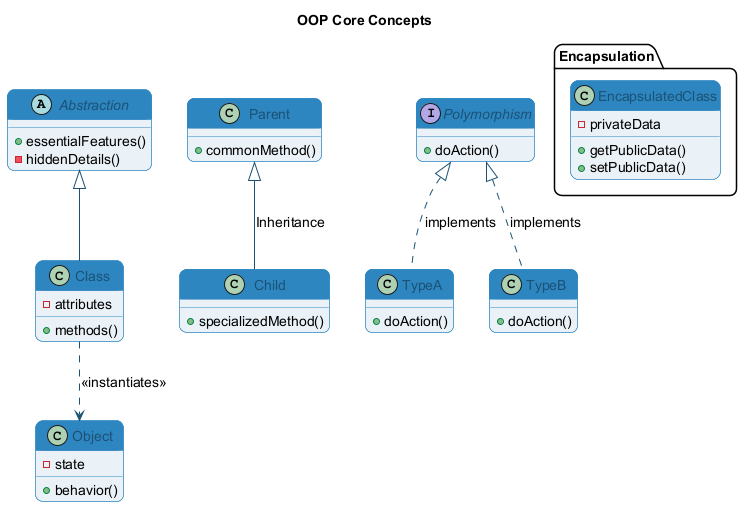 OOP Core Concepts
A Abstraction
essentialFeatures()
hiddenDetails()
C Parent
commonMethod()
I Polymorphism
doAction()
Encapsulation
C EncapsulatedClass
privateData
getPublicData()
setPublicData()
Inheritance
implements
implements
C Class
attributes
methods()
C Child
specializedMethod()
C TypeA
doAction()
C TypeB
doAction()
«instantiates»
C Object
state
behavior()